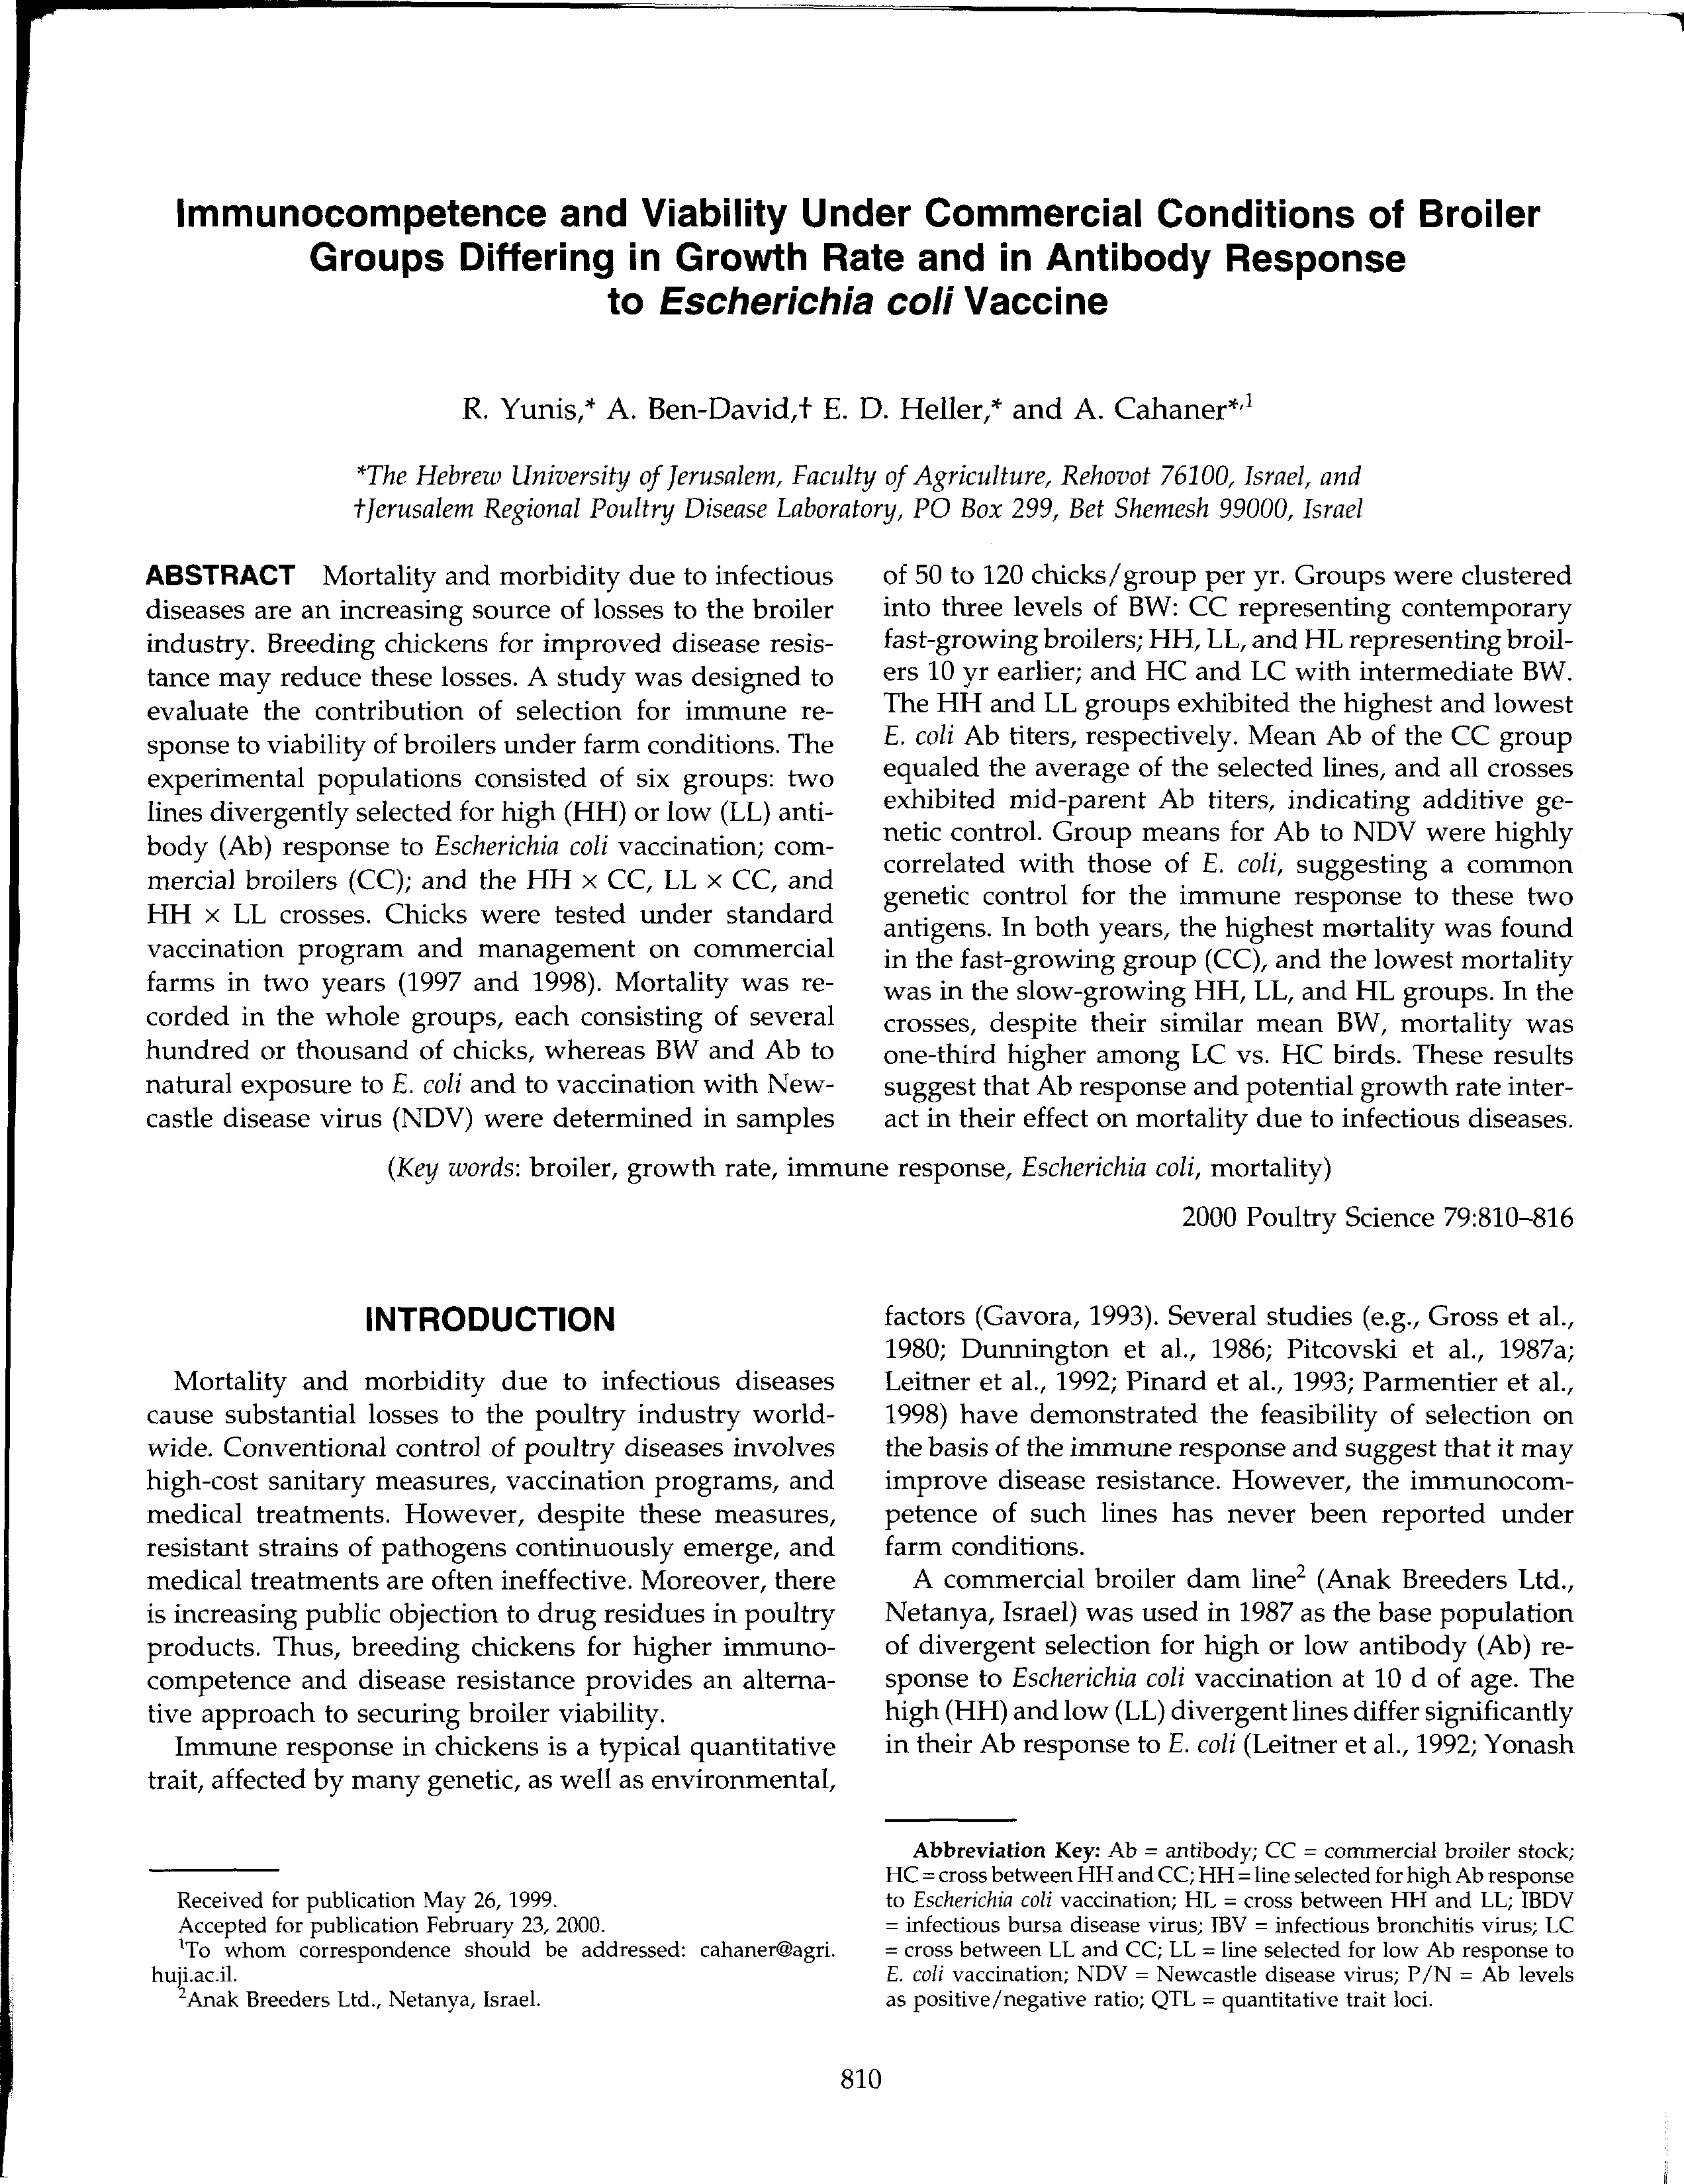 Immunocompetence and Viability Under Commercial Conditions of Broiler
Groups Differing in Growth Rate and in Antibody Response
to Escherichia coli Vaccine
R. Yunis,* A. Ben-David,† E. D. Heller,* and A. Cahaner*,1
*The Hebrew University of Jerusalem, Faculty of Agriculture, Rehovot 76100, Israel, and
†Jerusalem Regional Poultry Disease Laboratory, PO Box 299, Bet Shemesh 99000, Israel
ABSTRACT Mortality and morbidity due to infectious
diseases are an increasing source of losses to the broiler
industry. Breeding chickens for improved disease resis-
tance may reduce these losses. A study was designed to
evaluate the contribution of selection for immune re-
sponse to viability of broilers under farm conditions. The
experimental populations consisted of six groups: two
lines divergently selected for high (HH) or low (LL) anti-
body (Ab) response to Escherichia coli vaccination; com-
mercial broilers (CC); and the HH × CC, LL × CC, and
HH × LL crosses. Chicks were tested under standard
vaccination program and management on commercial
farms in two years (1997 and 1998). Mortality was re-
corded in the whole groups, each consisting of several
hundred or thousand of chicks, whereas BW and Ab to
natural exposure to E. coli and to vaccination with New-
castle disease virus (NDV) were determined in samples
of 50 to 120 chicks/group per yr. Groups were clustered
into three levels of BW: CC representing contemporary
fast-growing broilers; HH, LL, and HL representing broil-
ers 10 yr earlier; and HC and LC with intermediate BW.
The HH and LL groups exhibited the highest and lowest
E. coli Ab titers, respectively. Mean Ab of the CC group
equaled the average of the selected lines, and all crosses
exhibited mid-parent Ab titers, indicating additive ge-
netic control. Group means for Ab to NDV were highly
correlated with those of E. coli, suggesting a common
genetic control for the immune response to these two
antigens. In both years, the highest mortality was found
in the fast-growing group (CC), and the lowest mortality
was in the slow-growing HH, LL, and HL groups. In the
crosses, despite their similar mean BW, mortality was
one-third higher among LC vs. HC birds. These results
suggest that Ab response and potential growth rate inter-
act in their effect on mortality due to infectious diseases.
(Key words: broiler, growth rate, immune response, Escherichia coli, mortality)
2000 Poultry Science 79:810–816
INTRODUCTION
Mortality and morbidity due to infectious diseases
cause substantial losses to the poultry industry world-
wide. Conventional control of poultry diseases involves
high-cost sanitary measures, vaccination programs, and
medical treatments. However, despite these measures,
resistant strains of pathogens continuously emerge, and
medical treatments are often ineffective. Moreover, there
is increasing public objection to drug residues in poultry
products. Thus, breeding chickens for higher immuno-
competence and disease resistance provides an alterna-
tive approach to securing broiler viability.
Immune response in chickens is a typical quantitative
trait, affected by many genetic, as well as environmental,
factors (Gavora, 1993). Several studies (e.g., Gross et al.,
1980; Dunnington et al., 1986; Pitcovski et al., 1987a;
Leitner et al., 1992; Pinard et al., 1993; Parmentier et al.,
1998) have demonstrated the feasibility of selection on
the basis of the immune response and suggest that it may
improve disease resistance. However, the immunocom-
petence of such lines has never been reported under
farm conditions.
A commercial broiler dam line2 (Anak Breeders Ltd.,
Netanya, Israel) was used in 1987 as the base population
of divergent selection for high or low antibody (Ab) re-
sponse to Escherichia coli vaccination at 10 d of age. The
high (HH) and low (LL) divergent lines differ significantly
in their Ab response to E. coli (Leitner et al., 1992; Yonash
Received for publication May 26, 1999.
Accepted for publication February 23, 2000.
1To whom correspondence should be addressed: cahaner@agri.
huji.ac.il.
2Anak Breeders Ltd., Netanya, Israel.
Abbreviation Key: Ab = antibody; CC = commercial broiler stock;
HC = cross between HH and CC; HH = line selected for high Ab response
to Escherichia coli vaccination; HL = cross between HH and LL; IBDV
= infectious bursa disease virus; IBV = infectious bronchitis virus; LC
= cross between LL and CC; LL = line selected for low Ab response to
E. coli vaccination; NDV = Newcastle disease virus; P/N = Ab levels
as positive/negative ratio; QTL = quantitative trait loci.
810